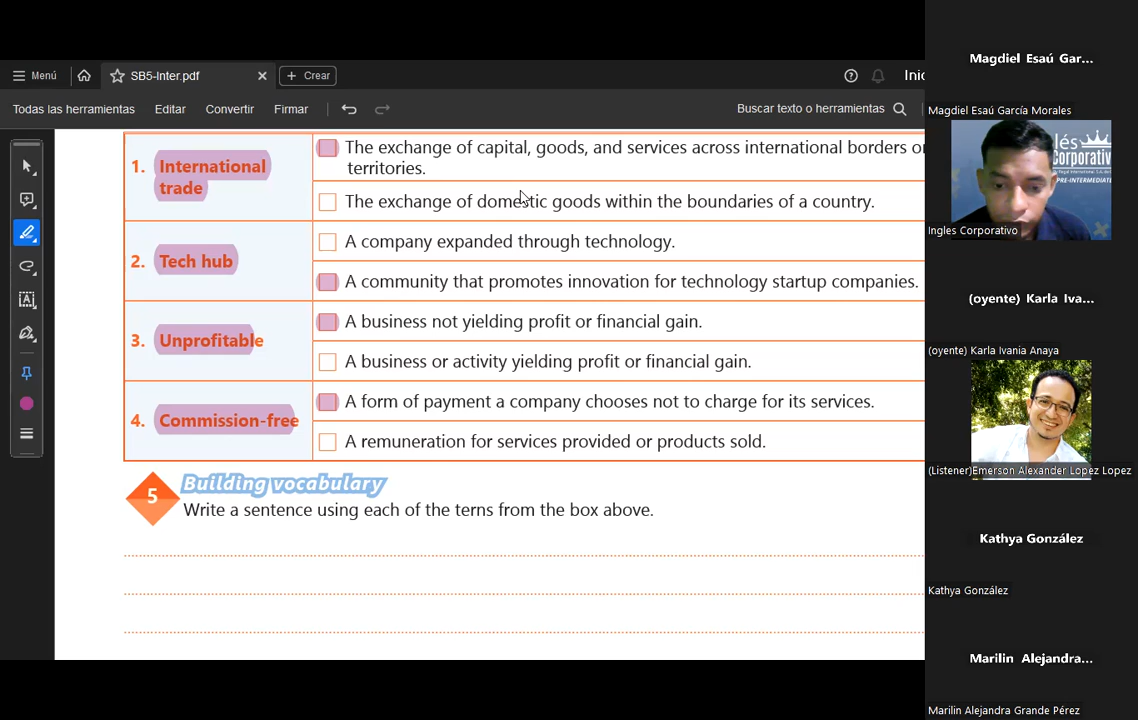 Menú
SB5-Inter.pdf
Crear
Todas las herramientas
Editar
Convertir
Firmar
Buscar texto o herramientas
1. International trade
The exchange of capital, goods, and services across international borders or
territories.
The exchange of domestic goods within the boundaries of a country.
2. Tech hub
A company expanded through technology.
A community that promotes innovation for technology startup companies.
3. Unprofitable
A business not yielding profit or financial gain.
A business or activity yielding profit or financial gain.
4. Commission-free
A form of payment a company chooses not to charge for its services.
A remuneration for services provided or products sold.
5 Building vocabulary
Write a sentence using each of the terns from the box above.
Magdiel Esaú Gar...
Magdiel Esaú García Morales
PRE-INTERMEDIATE
Ingles Corporativo
(oyente) Karla Iva...
(oyente) Karla Ivania Anaya
(Listener)Emerson Alexander Lopez Lopez
Kathya González
Kathya González
Marilin Alejandra...
Marilin Alejandra Grande Pérez